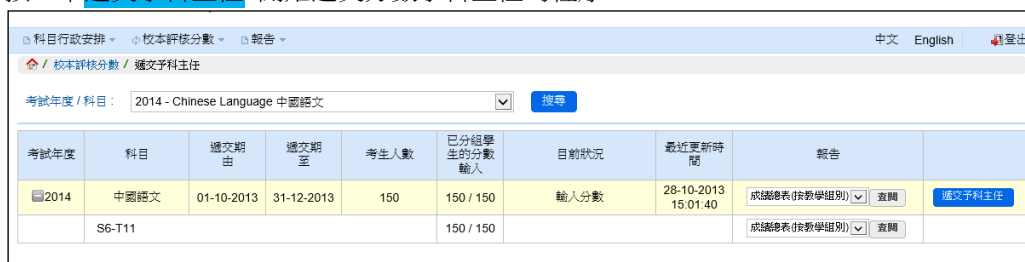 遞交予科主任
科目行政安排 校本評核分數 報告 中文 English 登出
/ 校本評核分數 / 遞交予科主任
考試年度 / 科目： 2014 - Chinese Language 中國語文 搜尋
考試年度 科目 遞交期由 遞交期至 考生人數 已分組學生的分數輸入 目前狀況 最近更新時間 報告
2014 中國語文 01-10-2013 31-12-2013 150 150 / 150 輸入分數 28-10-2013 15:01:40 成績總表(按教學組別) 查閱 遞交予科主任
S6-T11 150 / 150 成績總表(按教學組別) 查閱